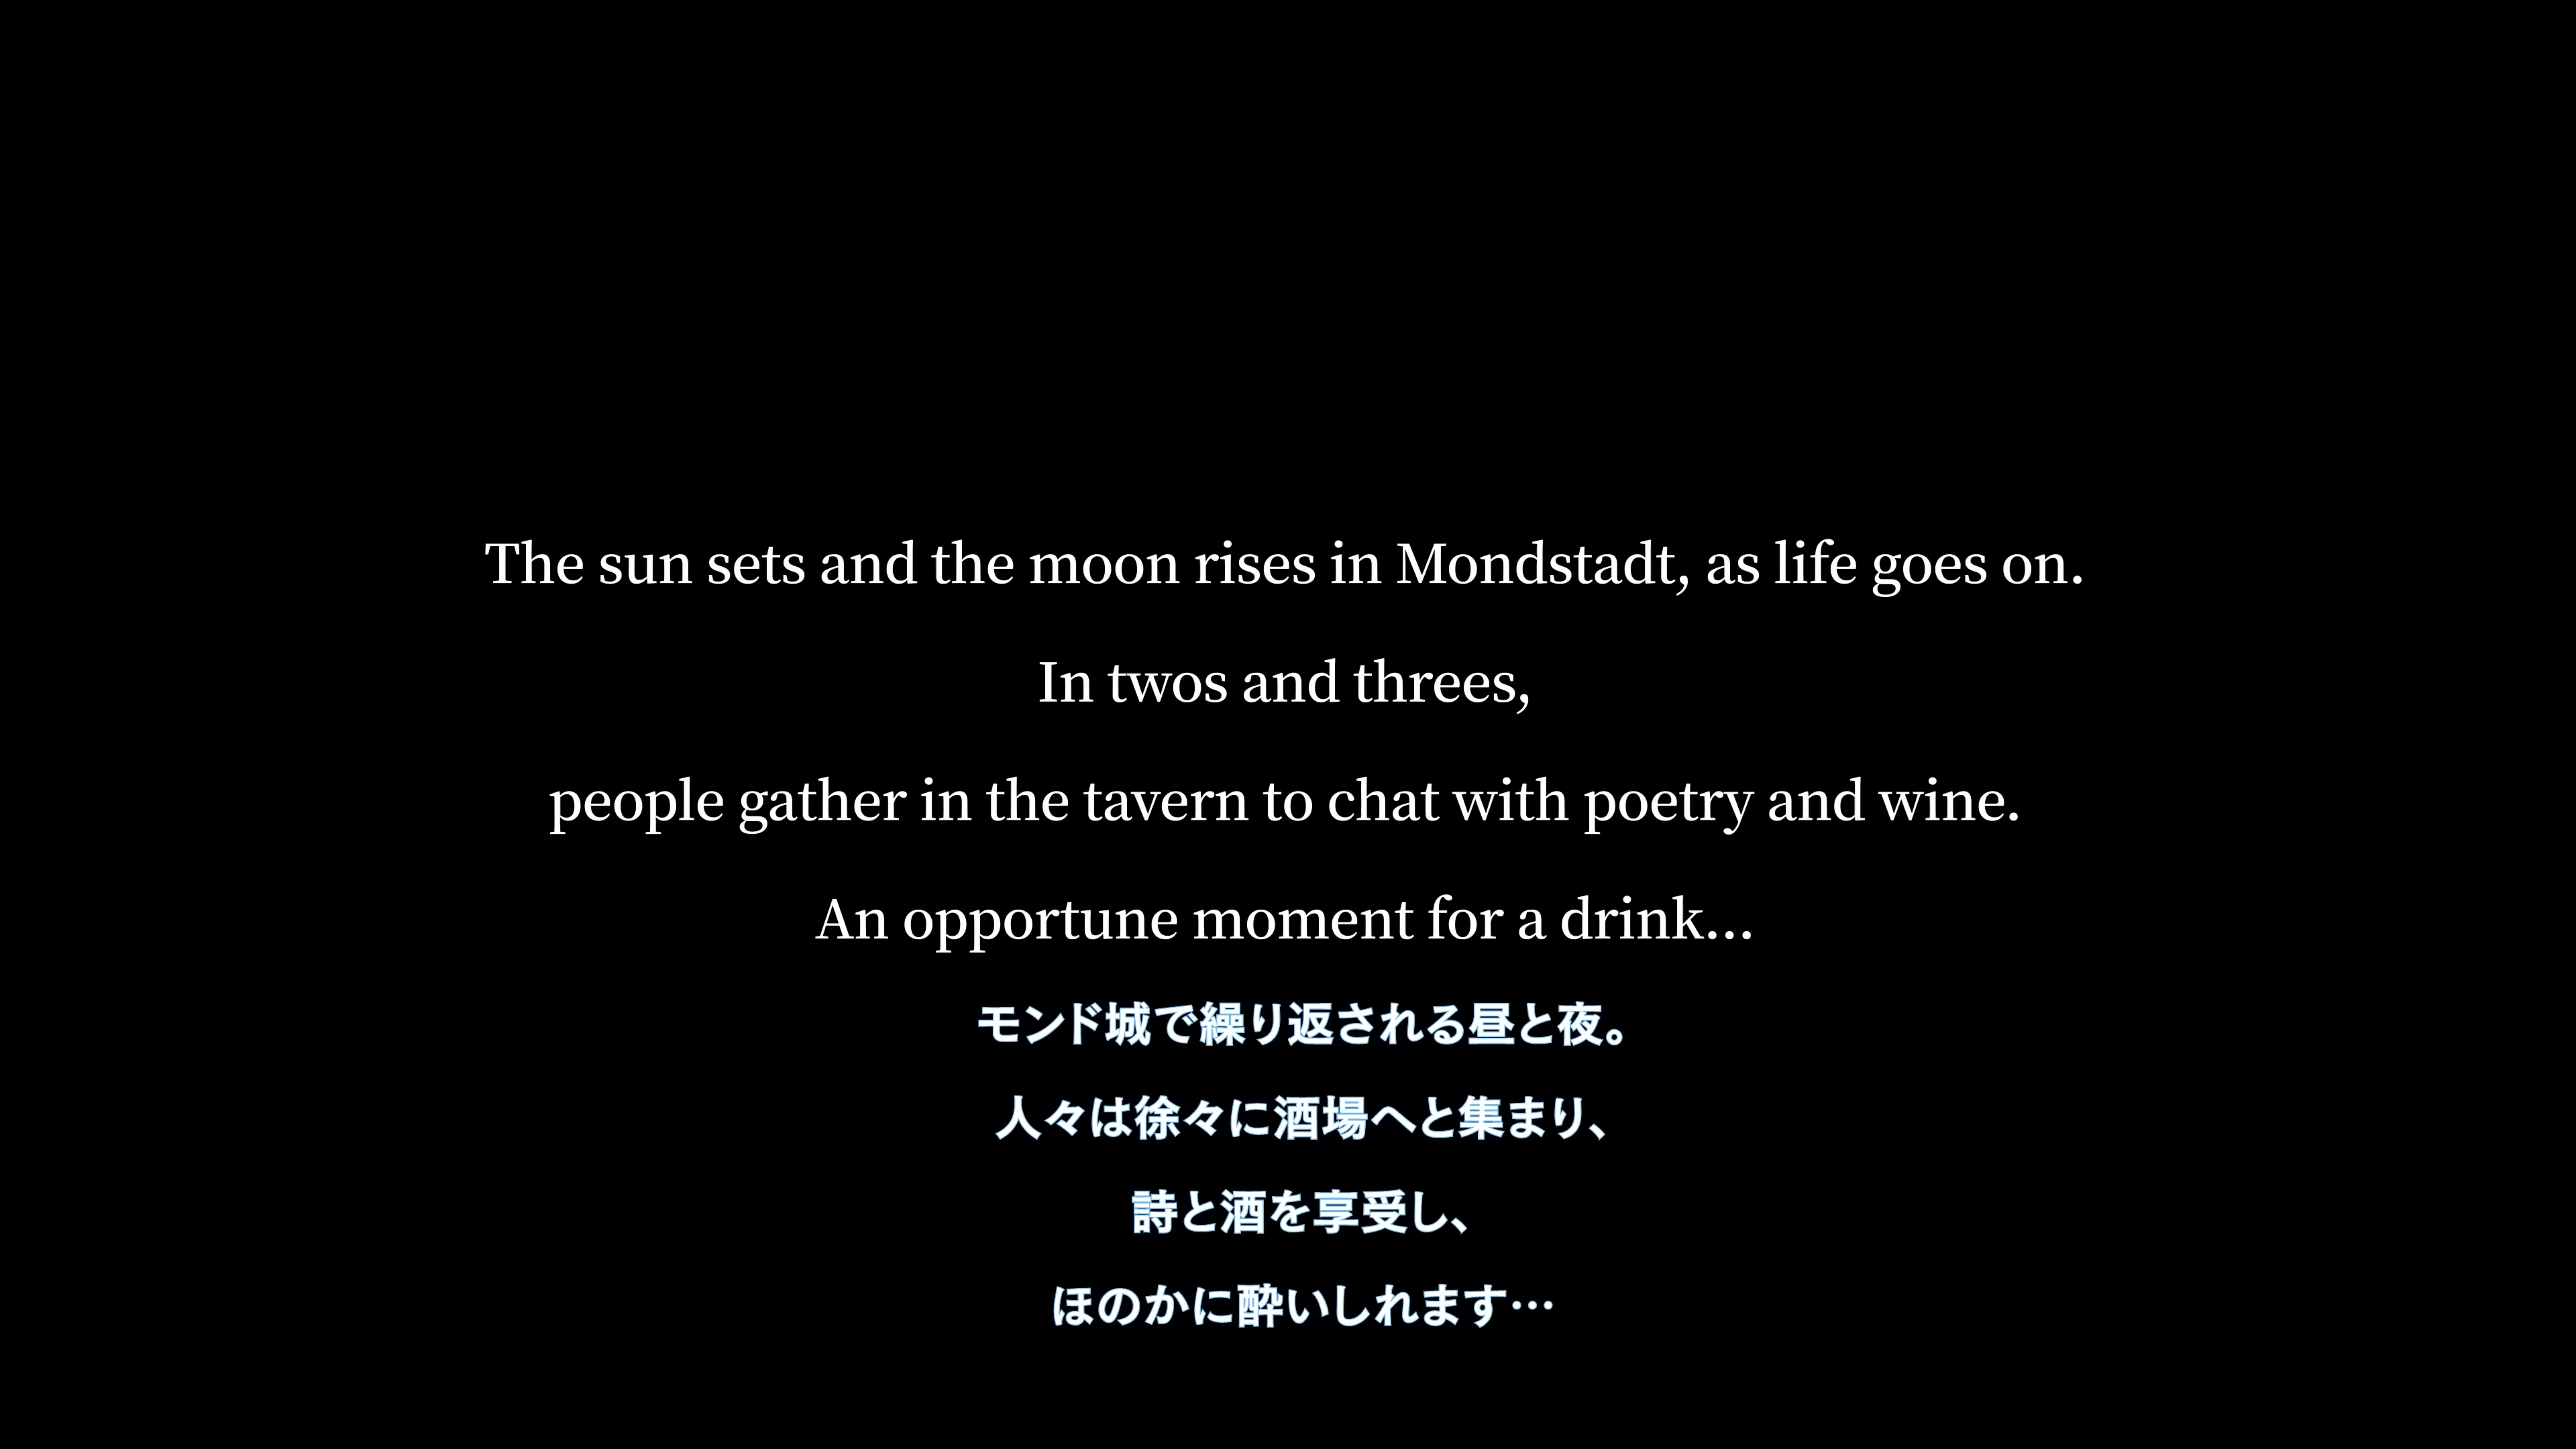 The sun sets and the moon rises in Mondstadt, as life goes on.
In twos and threes,
people gather in the tavern to chat with poetry and wine.
An opportune moment for a drink...
モンド城で繰り返される昼と夜。
人々は徐々に酒場へと集まり、
詩と酒を享受し、
ほのかに酔いしれます…